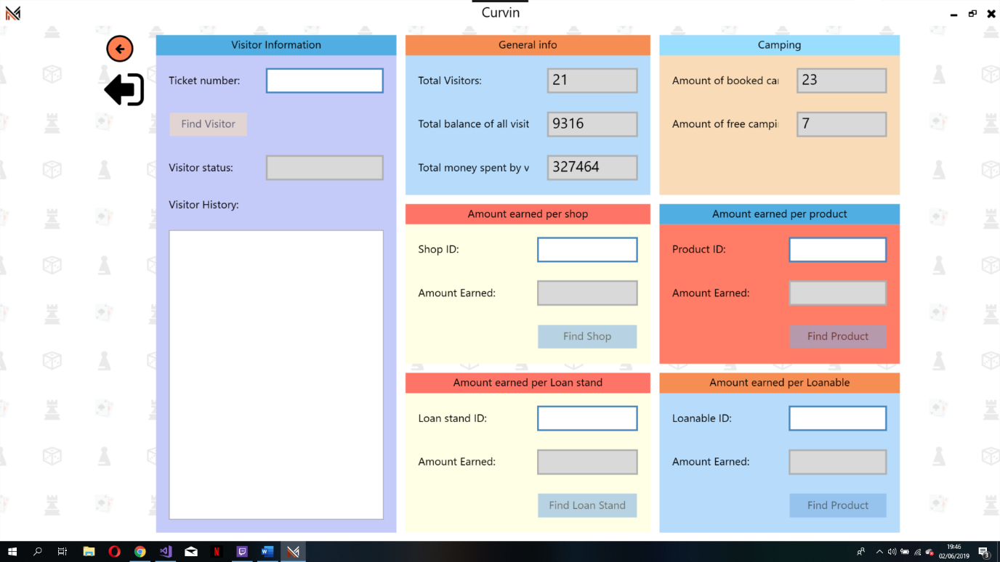 Curvin
Visitor Information
Ticket number:
Find Visitor
Visitor status:
Visitor History:
General info
Total Visitors:
21
Total balance of all visit
9316
Total money spent by v
327464
Camping
Amount of booked ca
23
Amount of free campi
7
Amount earned per shop
Shop ID:
Amount Earned:
Find Shop
Amount earned per product
Product ID:
Amount Earned:
Find Product
Amount earned per Loan stand
Loan stand ID:
Amount Earned:
Find Loan Stand
Amount earned per Loanable
Loanable ID:
Amount Earned:
Find Product
19:46
02/06/2019
3